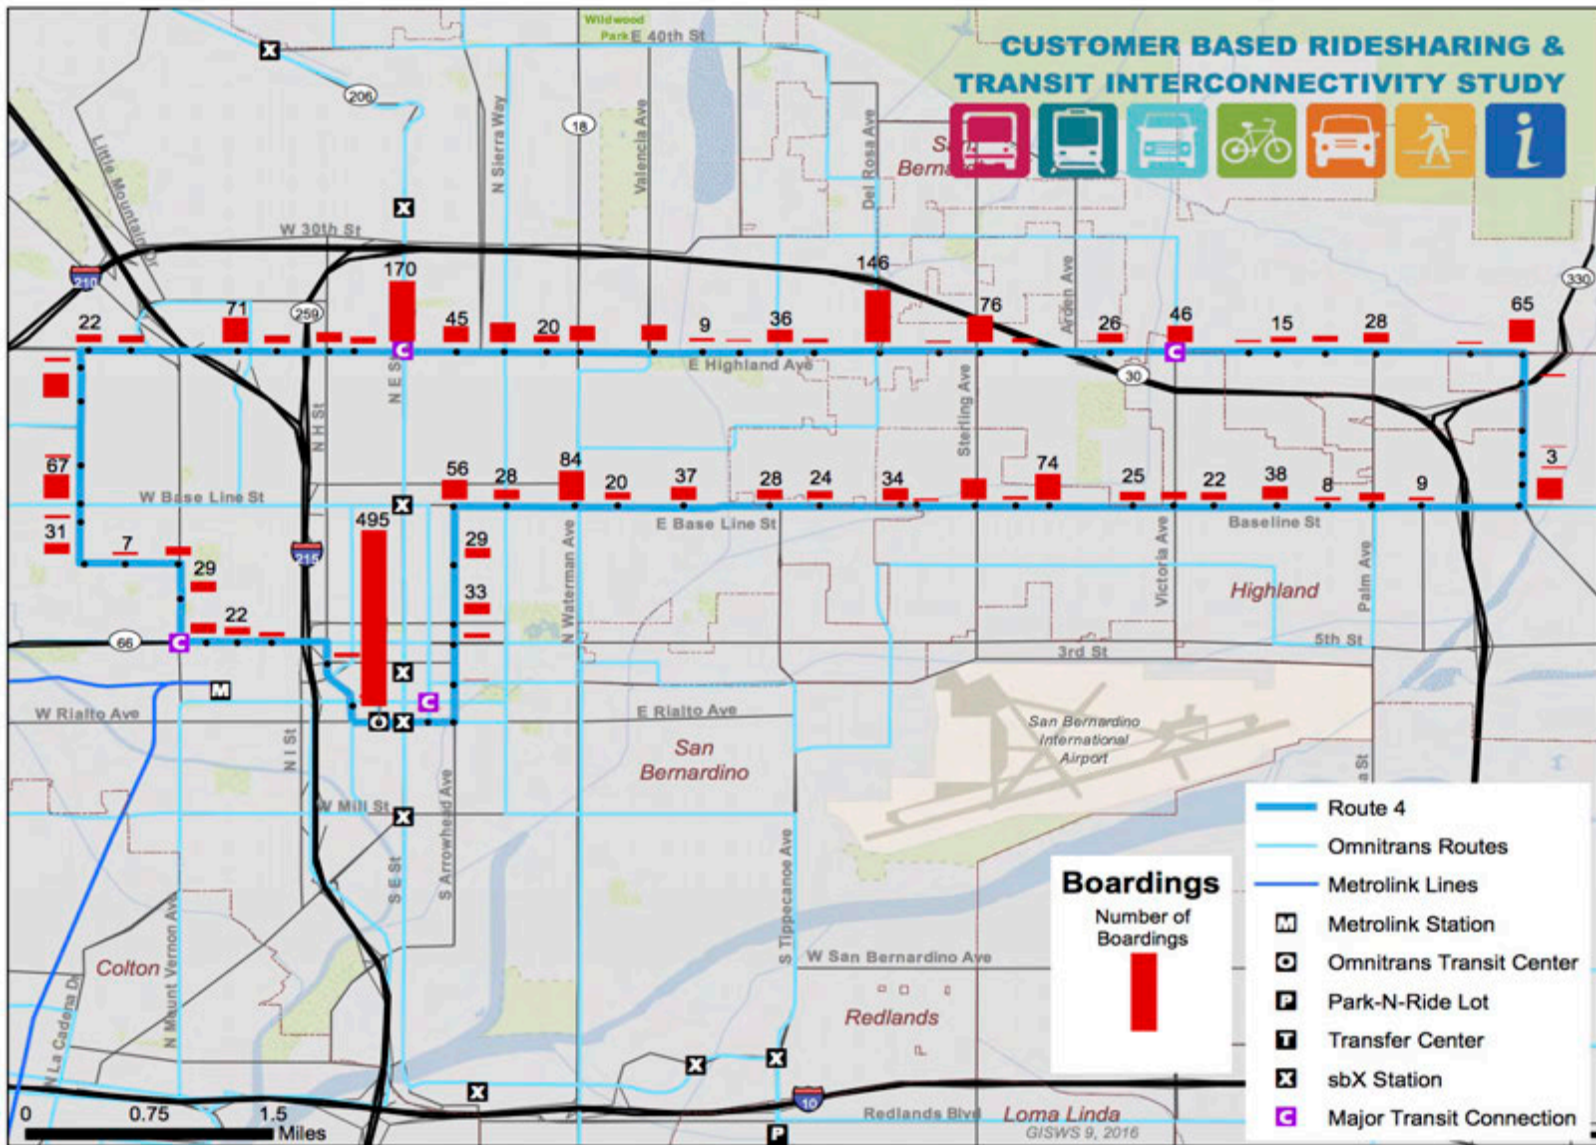 Wildwood
Park
E 40th St
CUSTOMER BASED RIDESHARING &
TRANSIT INTERCONNECTIVITY STUDY
206
18
Little Mountain Dr
N Sierra Way
Valencia Ave
Del Rosa Ave
W 30th St
210
259
330
170
146
Arden Ave
22
71
45
20
9
36
76
26
46
15
28
65
E Highland Ave
30
N E St
N H St
Sterling Ave
67
W Base Line St
56
28
84
20
37
28
24
34
74
25
22
38
8
9
3
495
E Base Line St
Baseline St
31
7
215
29
N Waterman Ave
Victoria Ave
Palm Ave
29
33
Highland
22
66
5th St
3rd St
W Rialto Ave
E Rialto Ave
N I St
San
Bernardino
San Bernardino
International
Airport
W Mill St
S Arrowhead Ave
S E St
S Tippecanoe Ave
Route 4
Omnitrans Routes
Metrolink Lines
M Metrolink Station
O Omnitrans Transit Center
P Park-N-Ride Lot
T Transfer Center
X sbX Station
C Major Transit Connection
Boardings
Number of
Boardings
W San Bernardino Ave
Colton
N Mount Vernon Ave
N La Cadena Dr
Redlands
10
Redlands Blvd
Loma Linda
GISWS 9, 2016
0 0.75 1.5
Miles